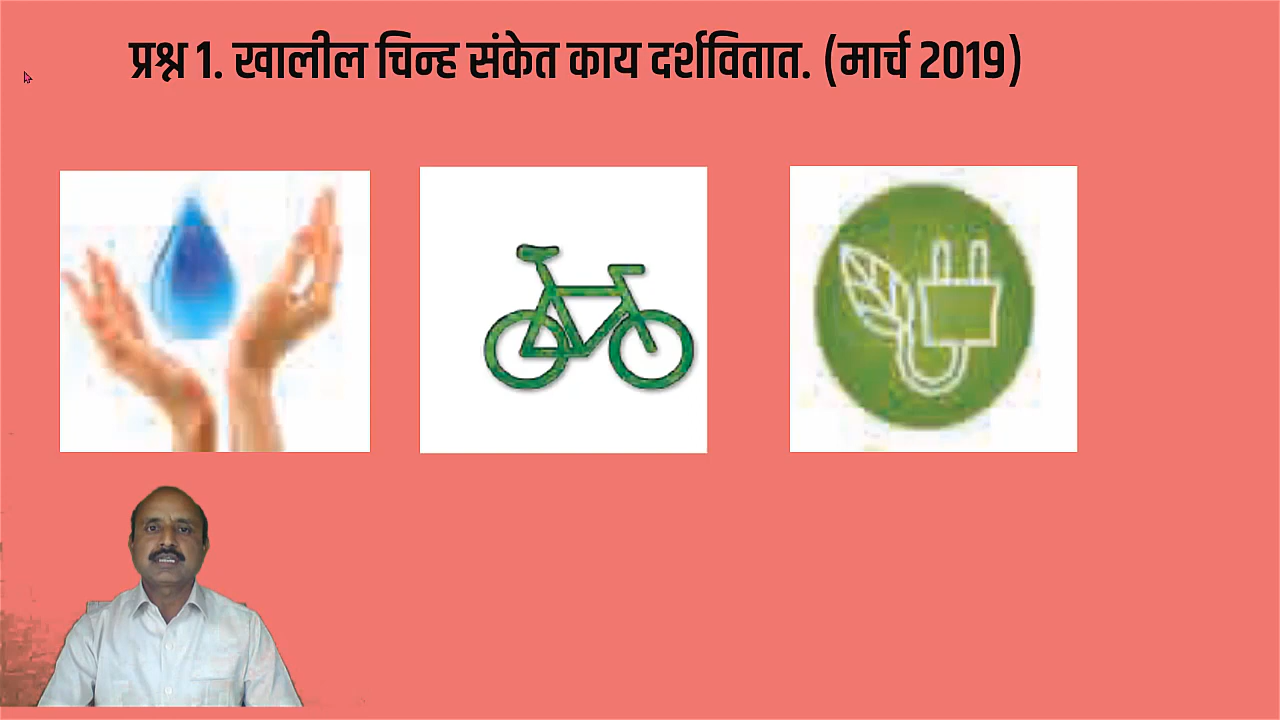 प्रश्न 1. खालील चिन्ह संकेत काय दर्शवितात. (मार्च 2019)